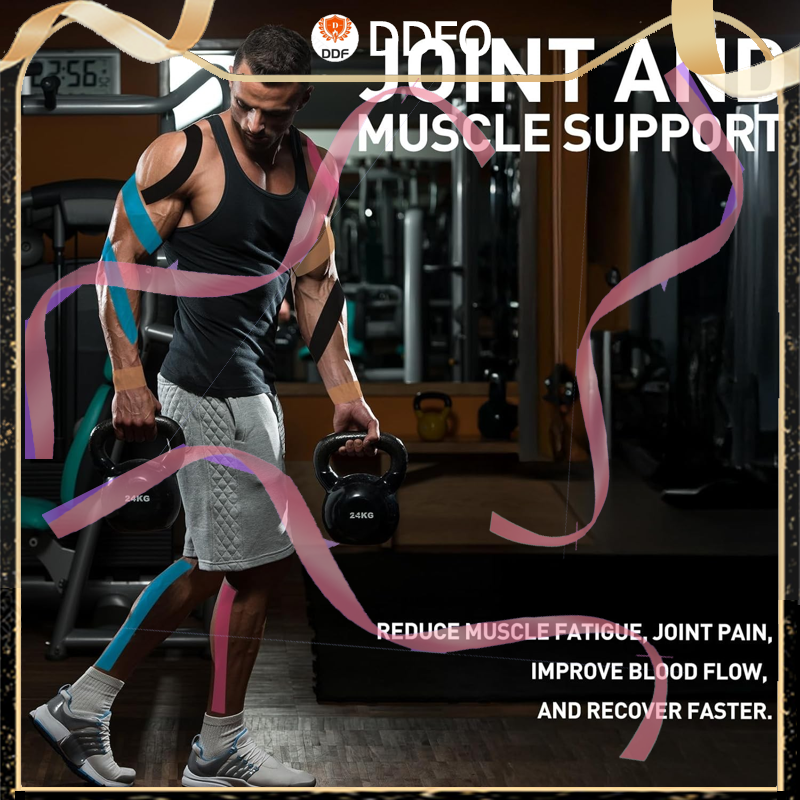 DDF
DDFO
JOINT AND
MUSCLE SUPPORT
24KG
24KG
REDUCE MUSCLE FATIGUE, JOINT PAIN,
IMPROVE BLOOD FLOW,
AND RECOVER FASTER.